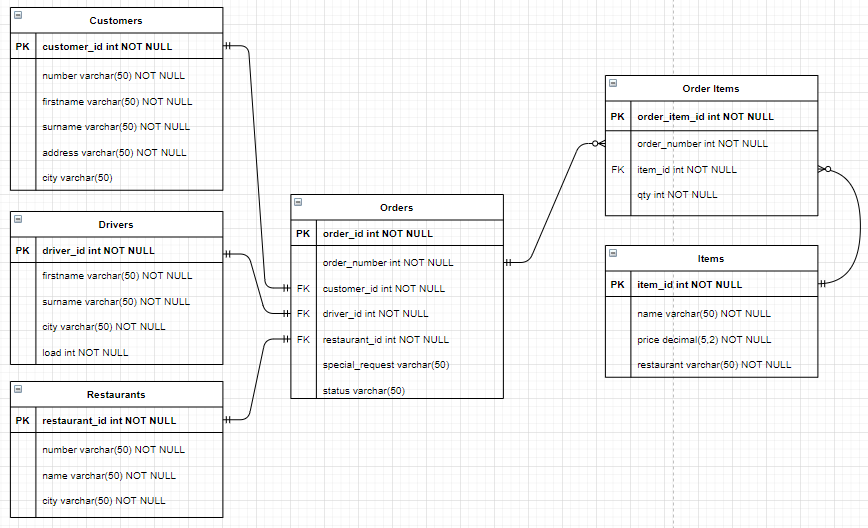 Customers
PK customer_id int NOT NULL
number varchar(50) NOT NULL
firstname varchar(50) NOT NULL
surname varchar(50) NOT NULL
address varchar(50) NOT NULL
city varchar(50)
Drivers
PK driver_id int NOT NULL
firstname varchar(50) NOT NULL
surname varchar(50) NOT NULL
city varchar(50) NOT NULL
load int NOT NULL
Restaurants
PK restaurant_id int NOT NULL
number varchar(50) NOT NULL
name varchar(50) NOT NULL
city varchar(50) NOT NULL
Orders
PK order_id int NOT NULL
order_number int NOT NULL
FK customer_id int NOT NULL
FK driver_id int NOT NULL
FK restaurant_id int NOT NULL
special_request varchar(50)
status varchar(50)
Order Items
PK order_item_id int NOT NULL
order_number int NOT NULL
FK item_id int NOT NULL
qty int NOT NULL
Items
PK item_id int NOT NULL
name varchar(50) NOT NULL
price decimal(5,2) NOT NULL
restaurant varchar(50) NOT NULL